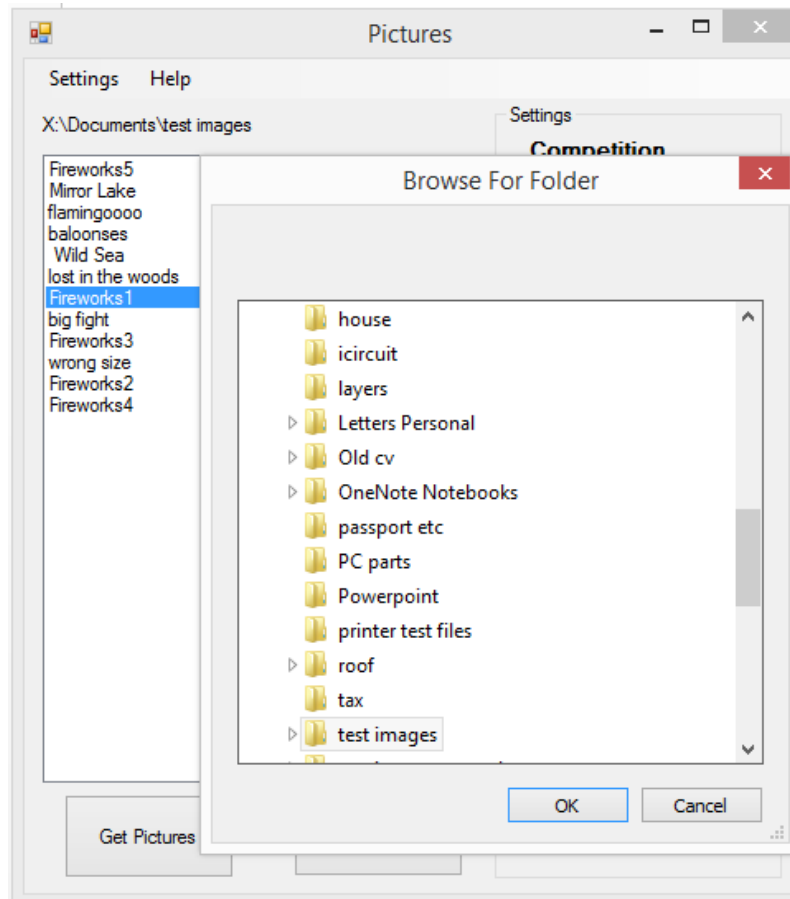 Pictures
Settings Help
X:\Documents\test images
Settings
Competition
Fireworks5
Mirror Lake
flamingoooo
baloonses
Wild Sea
lost in the woods
Fireworks1
big fight
Fireworks3
wrong size
Fireworks2
Fireworks4
Browse For Folder
house
icircuit
layers
Letters Personal
Old cv
OneNote Notebooks
passport etc
PC parts
Powerpoint
printer test files
roof
tax
test images
OK Cancel
Get Pictures